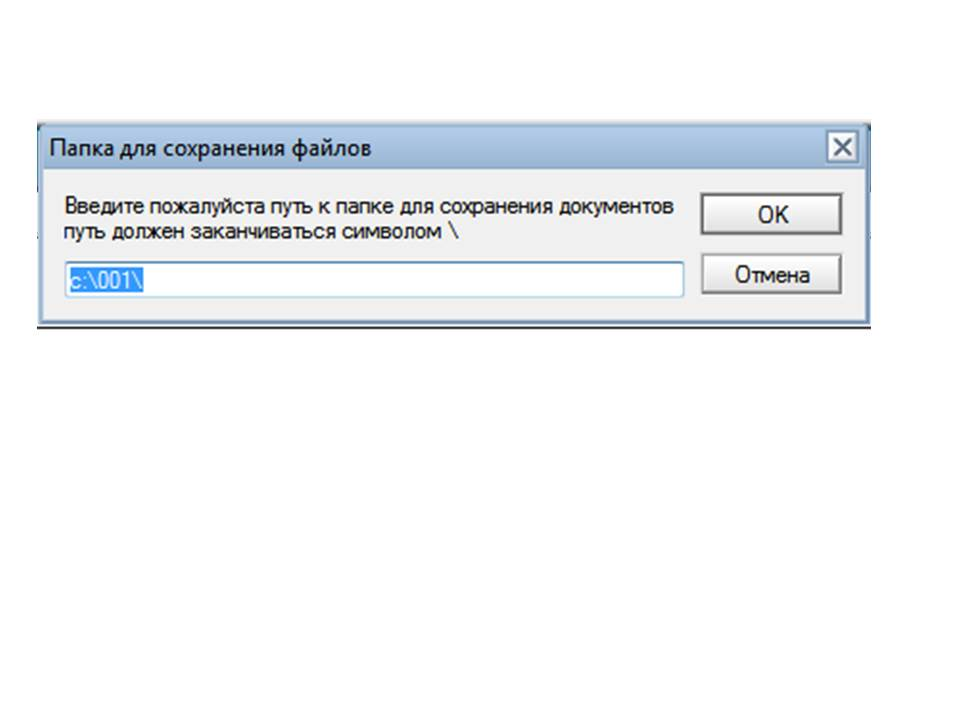 Папка для сохранения файлов
Введите пожалуйста путь к папке для сохранения документов
путь должен заканчиваться символом \
c:\001\
OK
Отмена